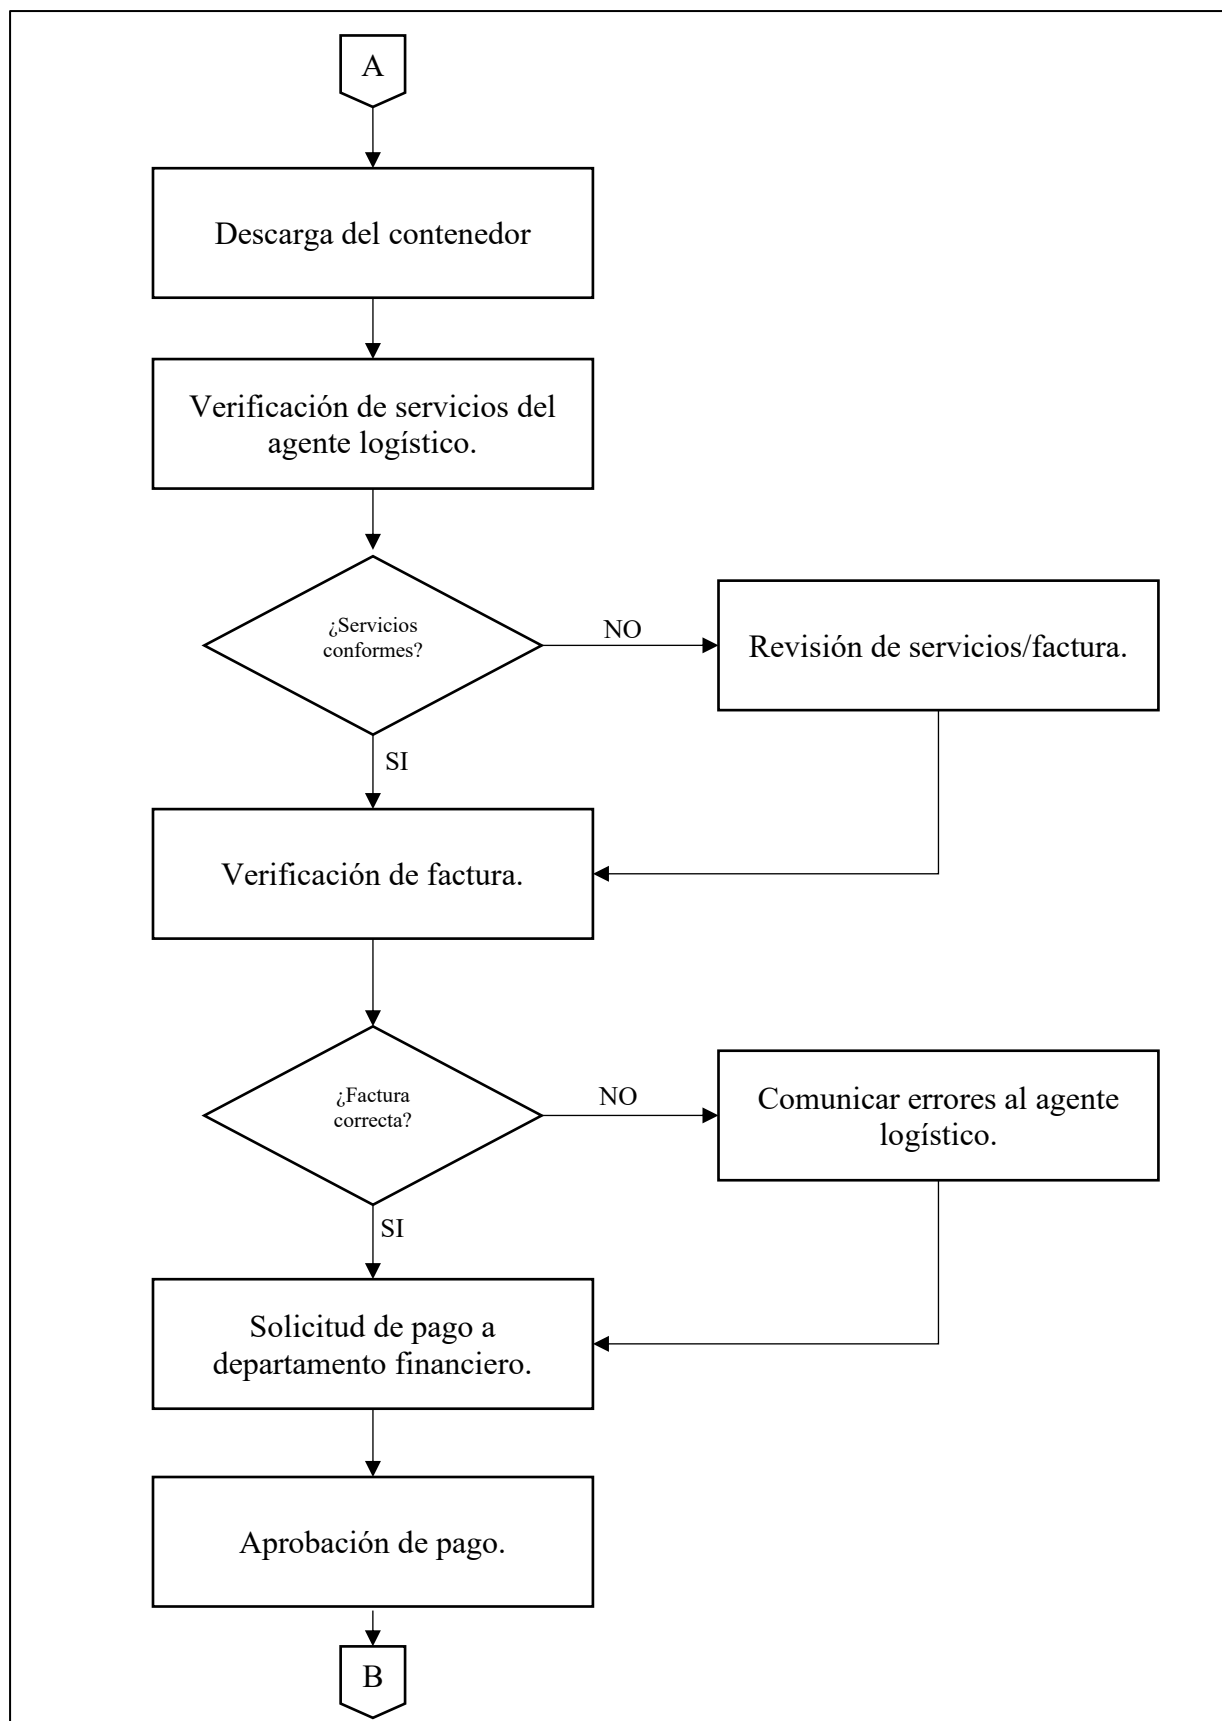 A
Descarga del contenedor
Verificación de servicios del
agente logístico.
¿Servicios
conformes?
NO
Revisión de servicios/factura.
SI
Verificación de factura.
¿Factura
correcta?
NO
Comunicar errores al agente
logístico.
SI
Solicitud de pago a
departamento financiero.
Aprobación de pago.
B